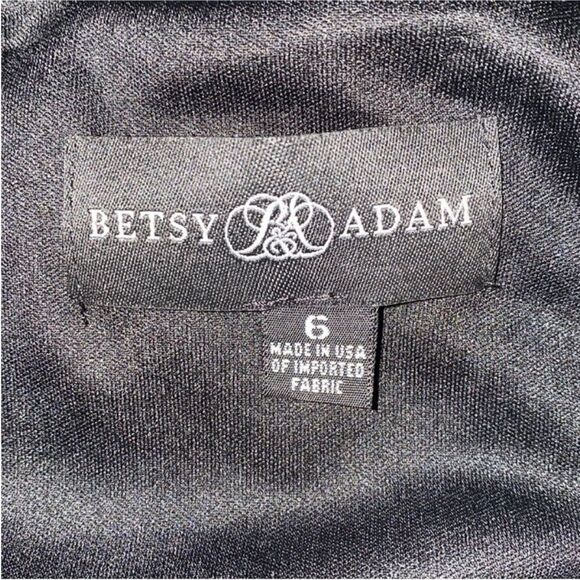 BETSY B&A ADAM
6
MADE IN USA
OF IMPORTED
FABRIC